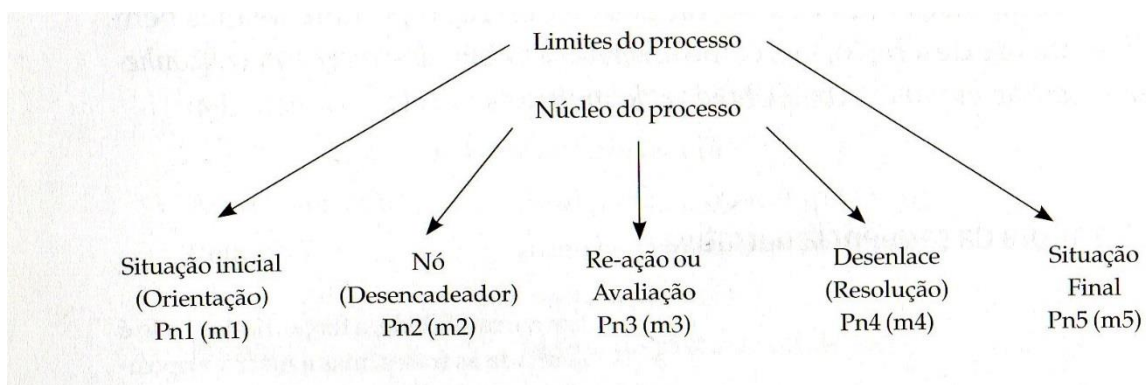 Limites do processo
Núcleo do processo
Situação inicial
(Orientação)
Pn1 (m1)
Nó
(Desencadeador)
Pn2 (m2)
Re-ação ou
Avaliação
Pn3 (m3)
Desenlace
(Resolução)
Pn4 (m4)
Situação
Final
Pn5 (m5)